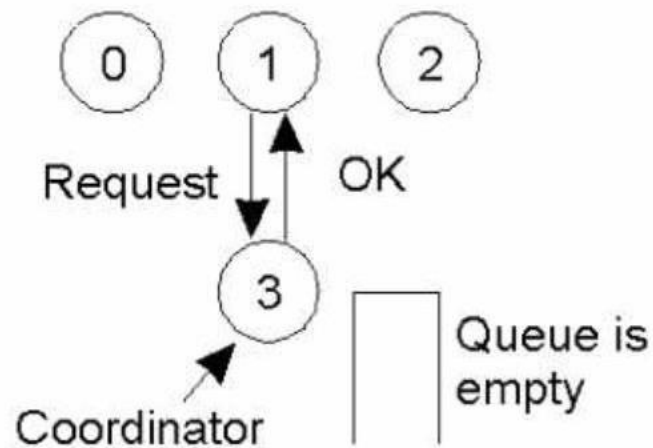 0 1 2
Request OK
3
Queue is
empty
Coordinator